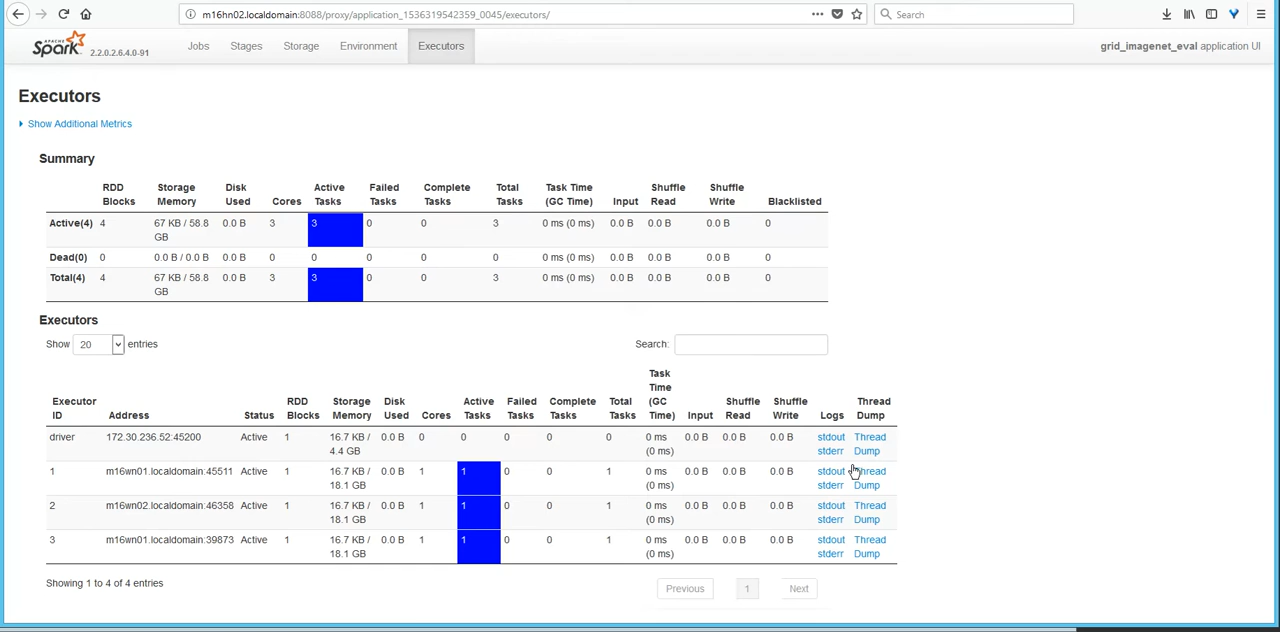 m16hn02.localdomain:8088/proxy/application_1536319542359_0045/executors/
Search
APACHE Spark 2.2.0.2.6.4.0-91 Jobs Stages Storage Environment Executors grid_imagenet_eval application UI
Executors
Show Additional Metrics
Summary
RDD Blocks Storage Memory Disk Used Cores Active Tasks Failed Tasks Complete Tasks Total Tasks Task Time (GC Time) Input Shuffle Read Shuffle Write Blacklisted
Active(4) 4 67 KB / 58.8 GB 0.0 B 3 3 0 0 3 0 ms (0 ms) 0.0 B 0.0 B 0.0 B 0
Dead(0) 0 0.0 B / 0.0 B 0.0 B 0 0 0 0 0 0 ms (0 ms) 0.0 B 0.0 B 0.0 B 0
Total(4) 4 67 KB / 58.8 GB 0.0 B 3 3 0 0 3 0 ms (0 ms) 0.0 B 0.0 B 0.0 B 0
Executors
Show 20 entries Search:
Executor ID Address Status RDD Blocks Storage Memory Disk Used Cores Active Tasks Failed Tasks Complete Tasks Total Tasks Task Time (GC Time) Input Shuffle Read Shuffle Write Logs Thread Dump
driver 172.30.236.52:45200 Active 1 16.7 KB / 4.4 GB 0.0 B 0 0 0 0 0 0 ms (0 ms) 0.0 B 0.0 B 0.0 B stdout stderr Thread Dump
1 m16wn01.localdomain:45511 Active 1 16.7 KB / 18.1 GB 0.0 B 1 1 0 0 1 0 ms (0 ms) 0.0 B 0.0 B 0.0 B stdout stderr Thread Dump
2 m16wn02.localdomain:46358 Active 1 16.7 KB / 18.1 GB 0.0 B 1 1 0 0 1 0 ms (0 ms) 0.0 B 0.0 B 0.0 B stdout stderr Thread Dump
3 m16wn01.localdomain:39873 Active 1 16.7 KB / 18.1 GB 0.0 B 1 1 0 0 1 0 ms (0 ms) 0.0 B 0.0 B 0.0 B stdout stderr Thread Dump
Showing 1 to 4 of 4 entries Previous 1 Next